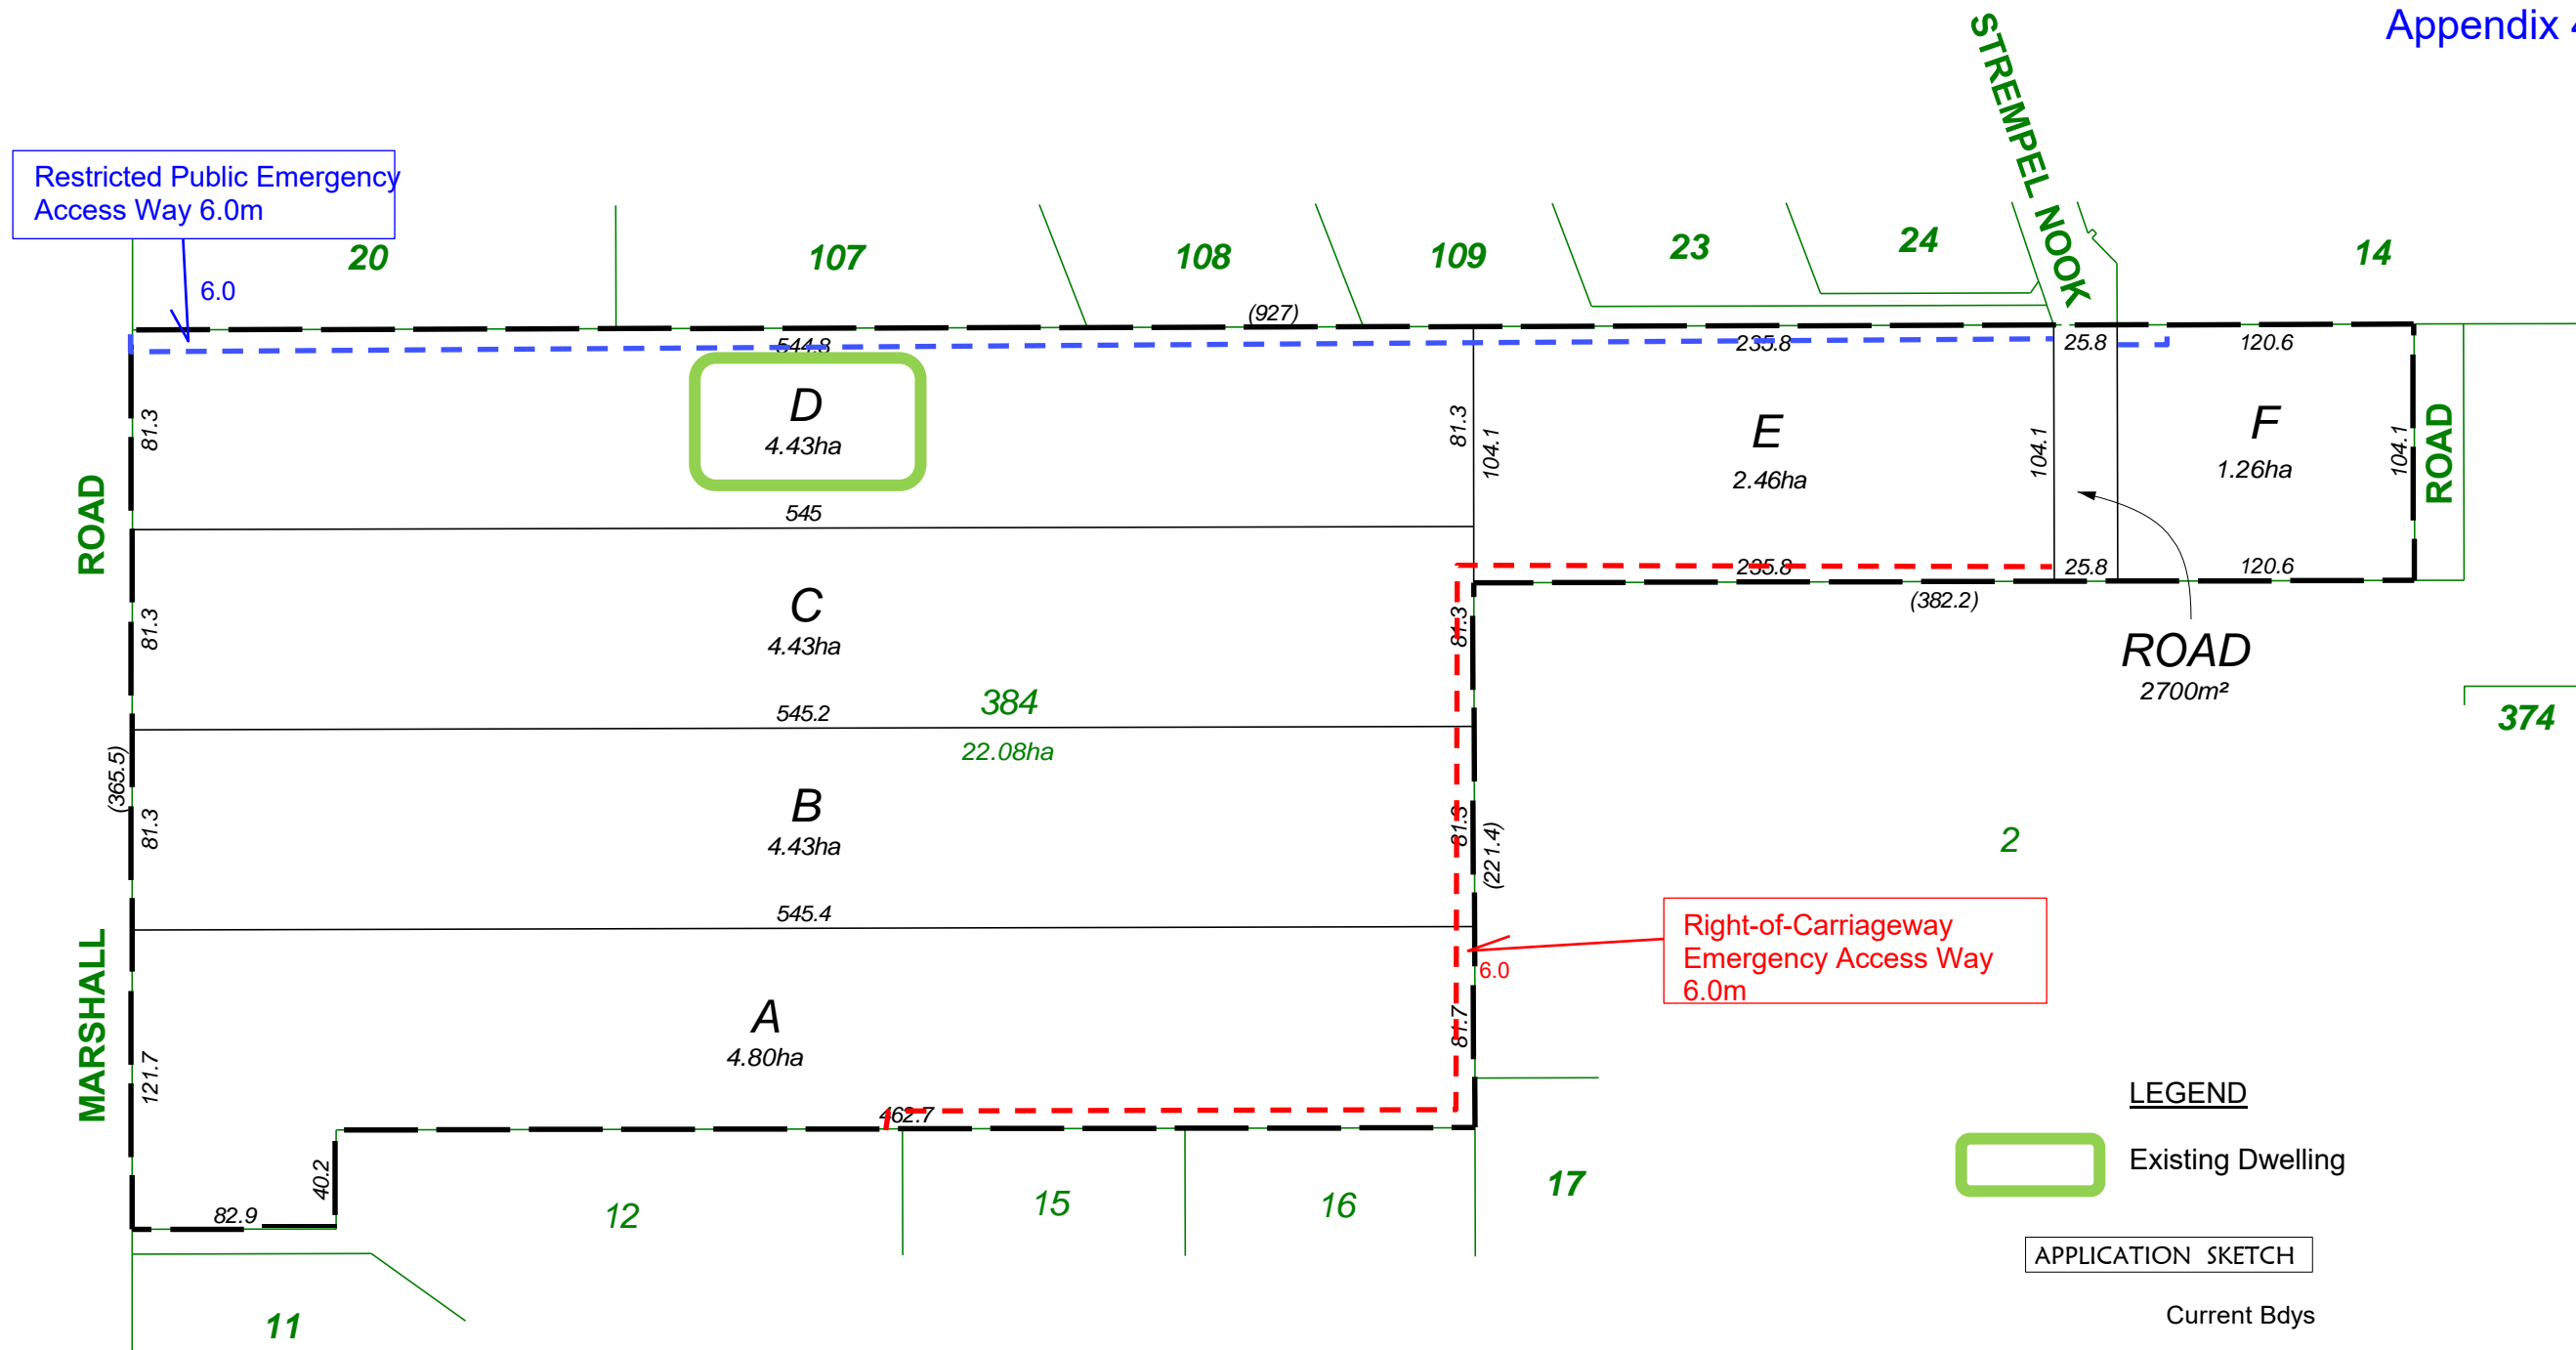 Appendix 4
STREMPEL NOOK
Restricted Public Emergency
Access Way 6.0m
6.0
20
107
108
109
23
24
14
(927)
544.8
235.8
25.8
120.6
81.3
D
4.43ha
81.3
104.1
E
2.46ha
104.1
F
1.26ha
104.1
ROAD
ROAD
545
235.8
25.8
120.6
(382.2)
81.3
C
4.43ha
81.3
ROAD
2700m²
374
545.2
384
22.08ha
(365.5)
81.3
B
4.43ha
81.3
(221.4)
2
545.4
Right-of-Carriageway
Emergency Access Way
6.0m
6.0
MARSHALL
121.7
A
4.80ha
81.7
462.7
40.2
82.9
12
15
16
17
11
LEGEND
Existing Dwelling
APPLICATION SKETCH
Current Bdys